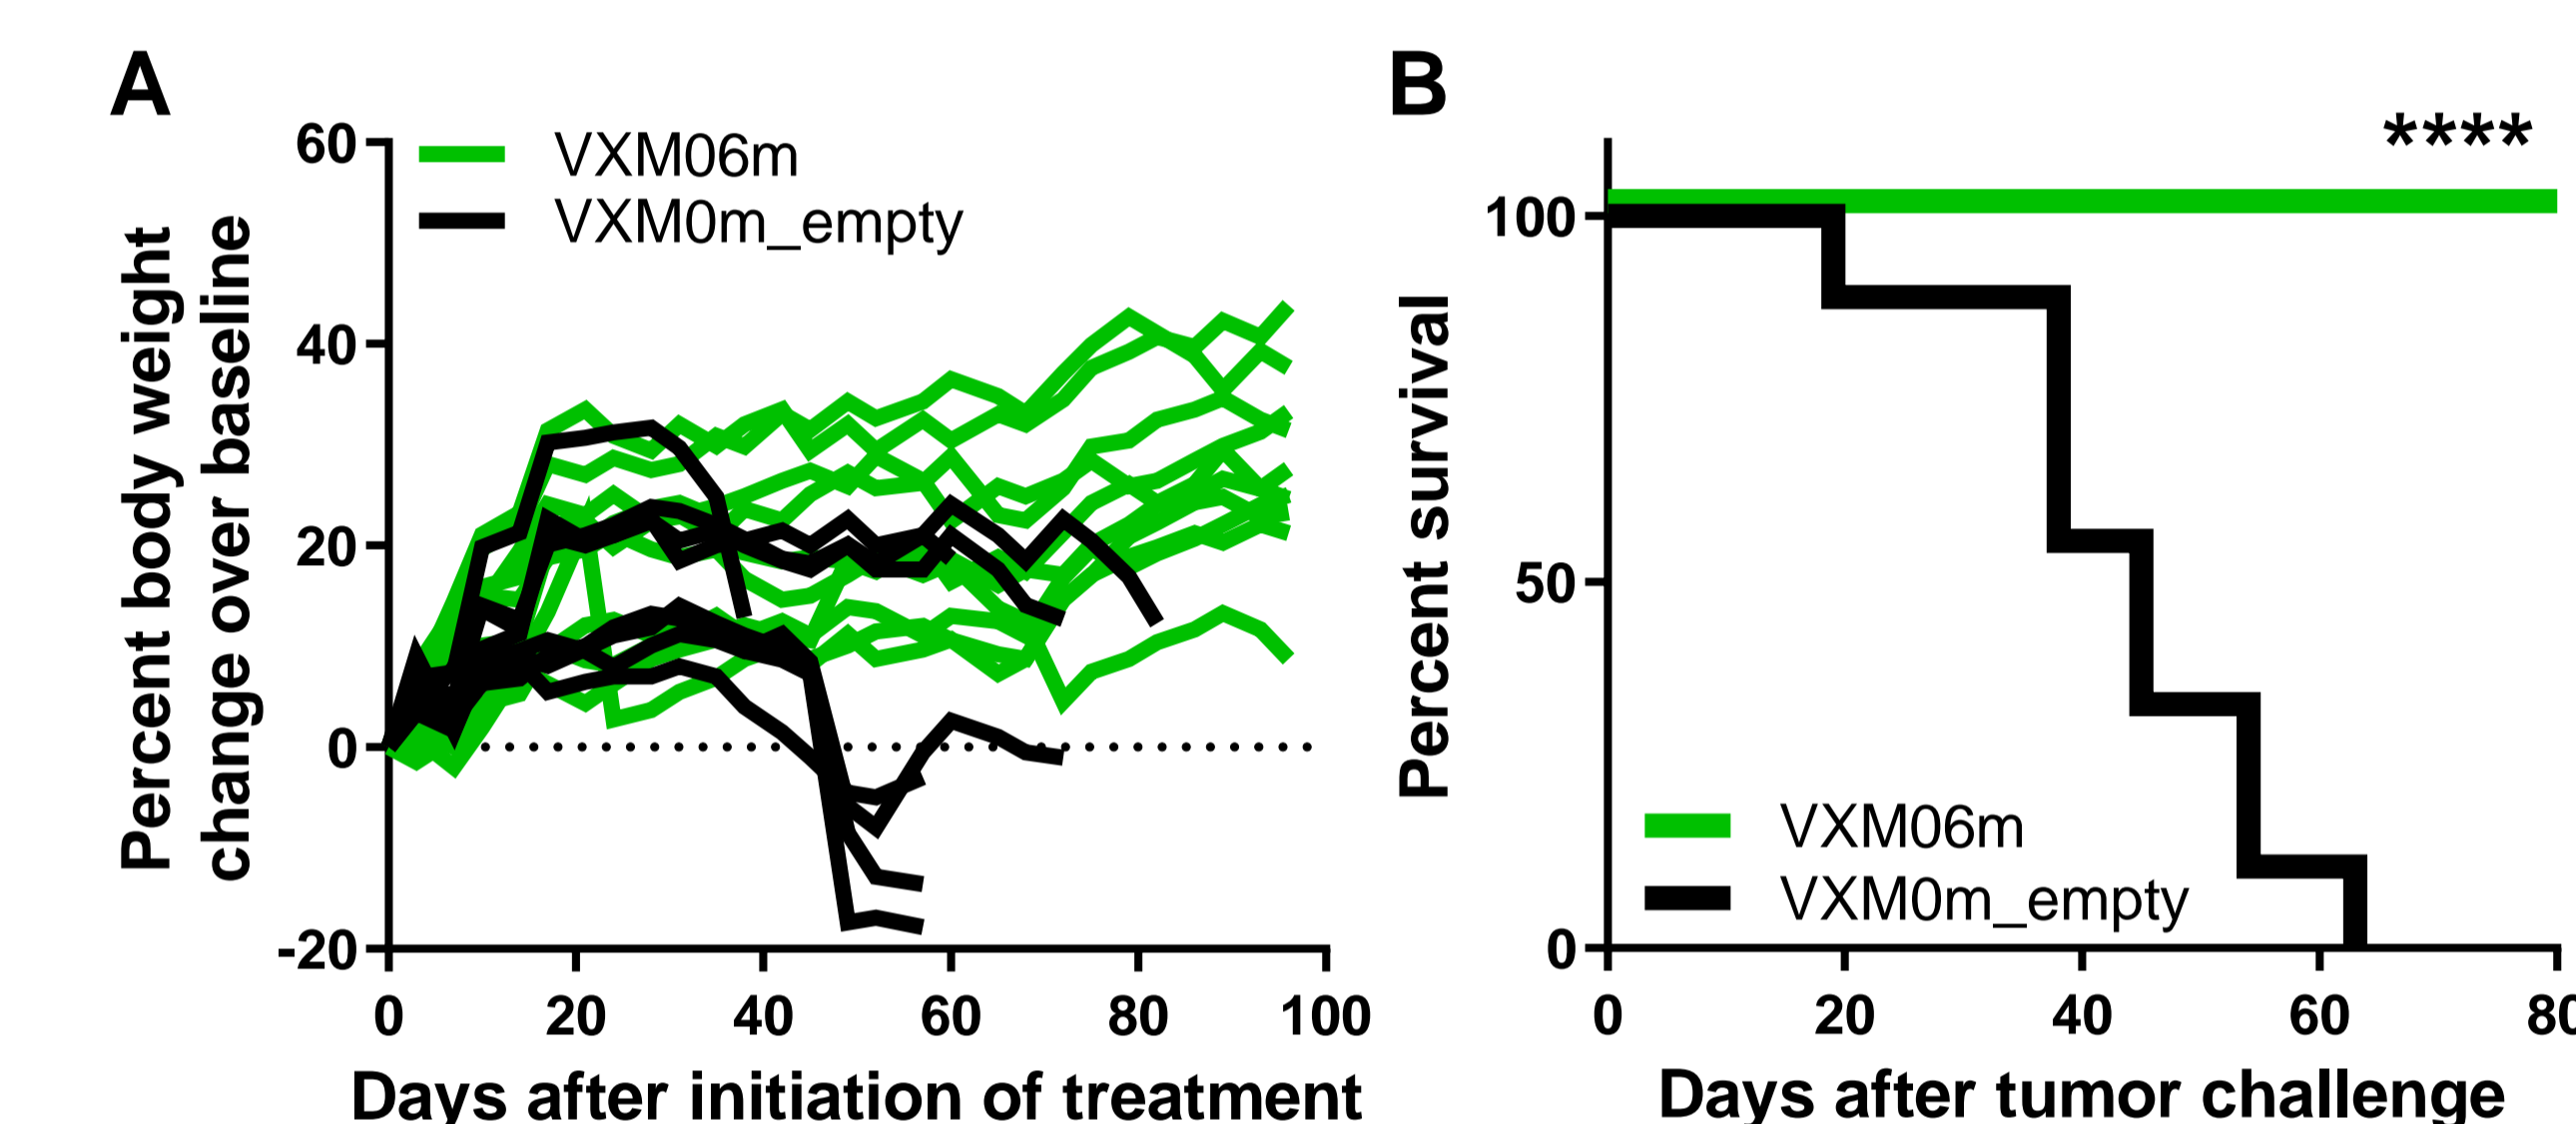 A
Percent body weight
change over baseline
60
40
20
0
-20
VXM06m
VXM0m_empty
0 20 40 60 80 100
Days after initiation of treatment
B
Percent survival
100
50
0
****
VXM06m
VXM0m_empty
0 20 40 60 80
Days after tumor challenge